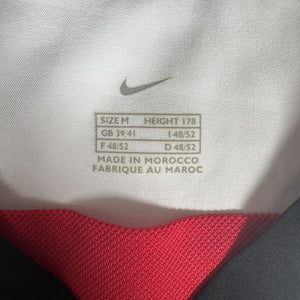 SIZE M HEIGHT 178
GB 39/41 I 48/52
F 48/52 D 48/52
MADE IN MOROCCO
FABRIQUE AU MAROC